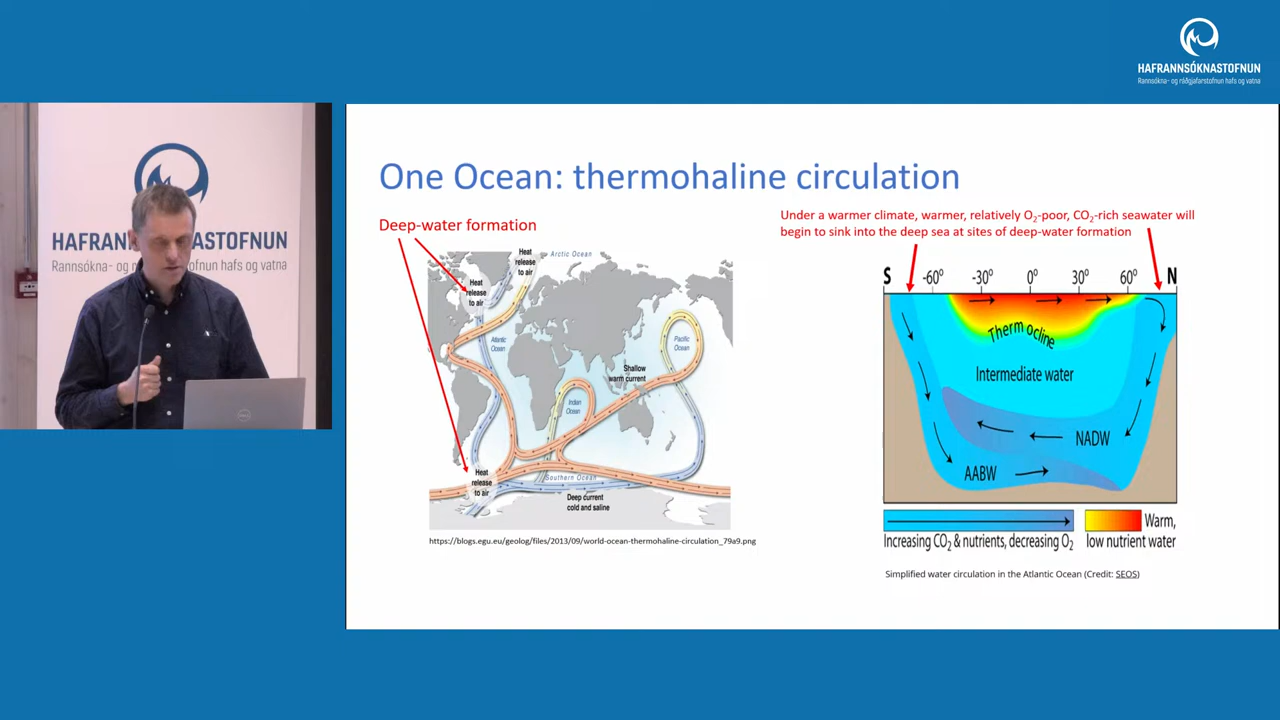 HAFRANNSÓKNASTOFNUN
Rannsókna- og ráðgjafarstofnun hafs og vatna
HAFRANNSÓKNASTOFNUN
Rannsókna- og hafs og vatna
One Ocean: thermohaline circulation
Deep-water formation
Heat
release
to air
Arctic Ocean
Heat
release
to air
Atlantic
Ocean
Pacific
Ocean
Shallow
warm current
Indian
Ocean
Heat
release
to air
Southern Ocean
Deep current
cold and saline
https://blogs.egu.eu/geolog/files/2013/09/world-ocean-thermohaline-circulation_79a9.png
Under a warmer climate, warmer, relatively O₂-poor, CO₂-rich seawater will
begin to sink into the deep sea at sites of deep-water formation
S -60° -30° 0° 30° 60° N
Thermocline
Intermediate water
NADW
AABW
Increasing CO₂ & nutrients, decreasing O₂
Warm,
low nutrient water
Simplified water circulation in the Atlantic Ocean (Credit: SEOS)
DELL